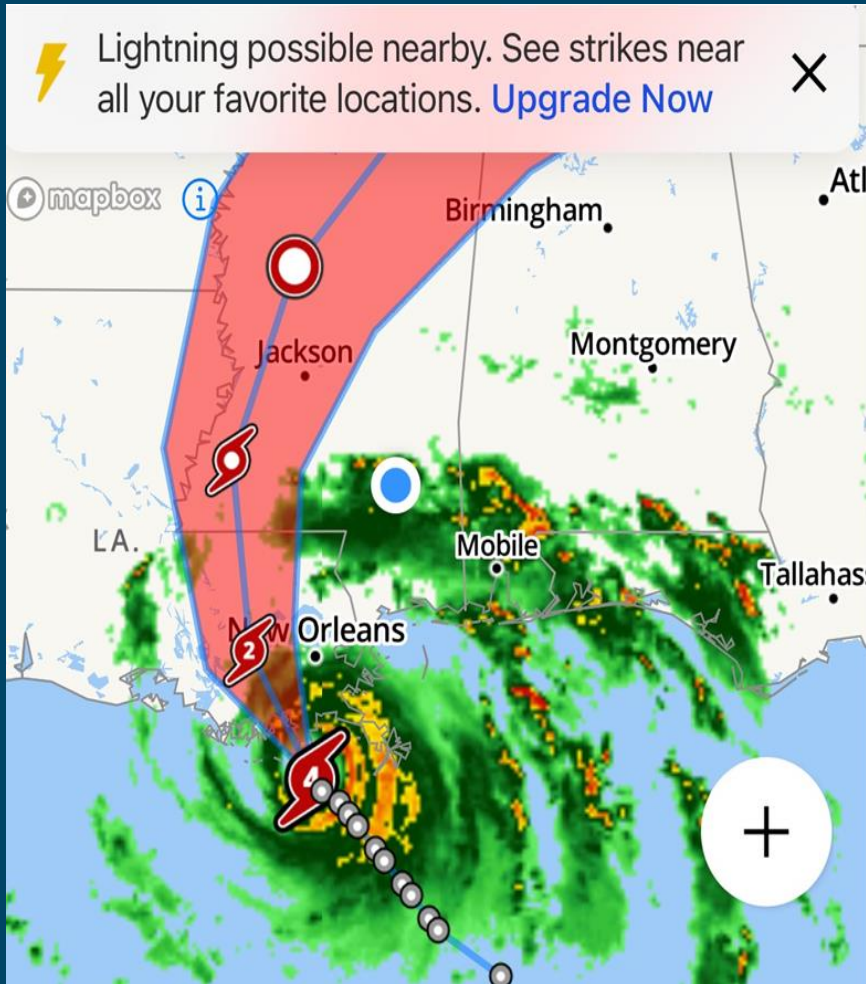 Lightning possible nearby. See strikes near
all your favorite locations. Upgrade Now
mapbox
i
Atl
Birmingham
Jackson
Montgomery
LA.
Mobile
Tallahas
New Orleans
2
4